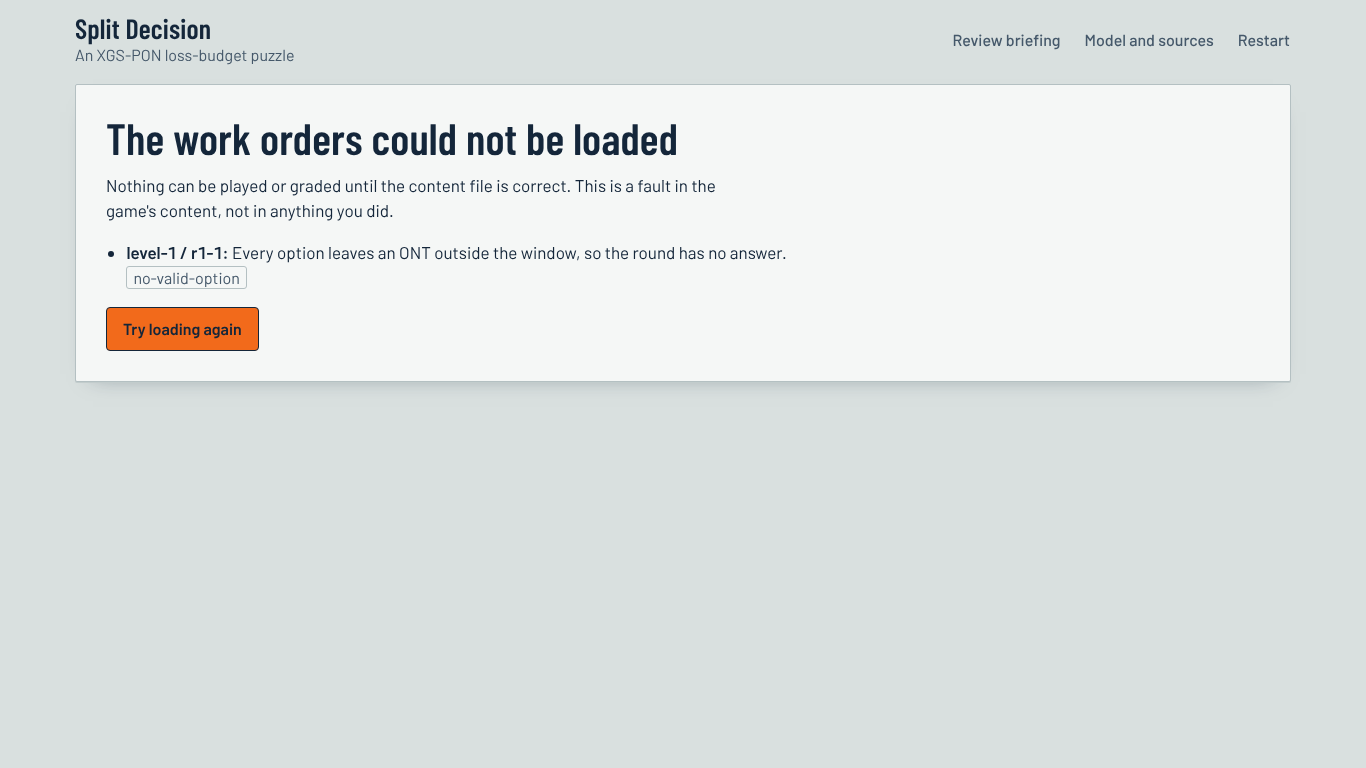 Split Decision
An XGS-PON loss-budget puzzle
Review briefing
Model and sources
Restart
The work orders could not be loaded
Nothing can be played or graded until the content file is correct. This is a fault in the
game's content, not in anything you did.
level-1 / r1-1: Every option leaves an ONT outside the window, so the round has no answer.
no-valid-option
Try loading again